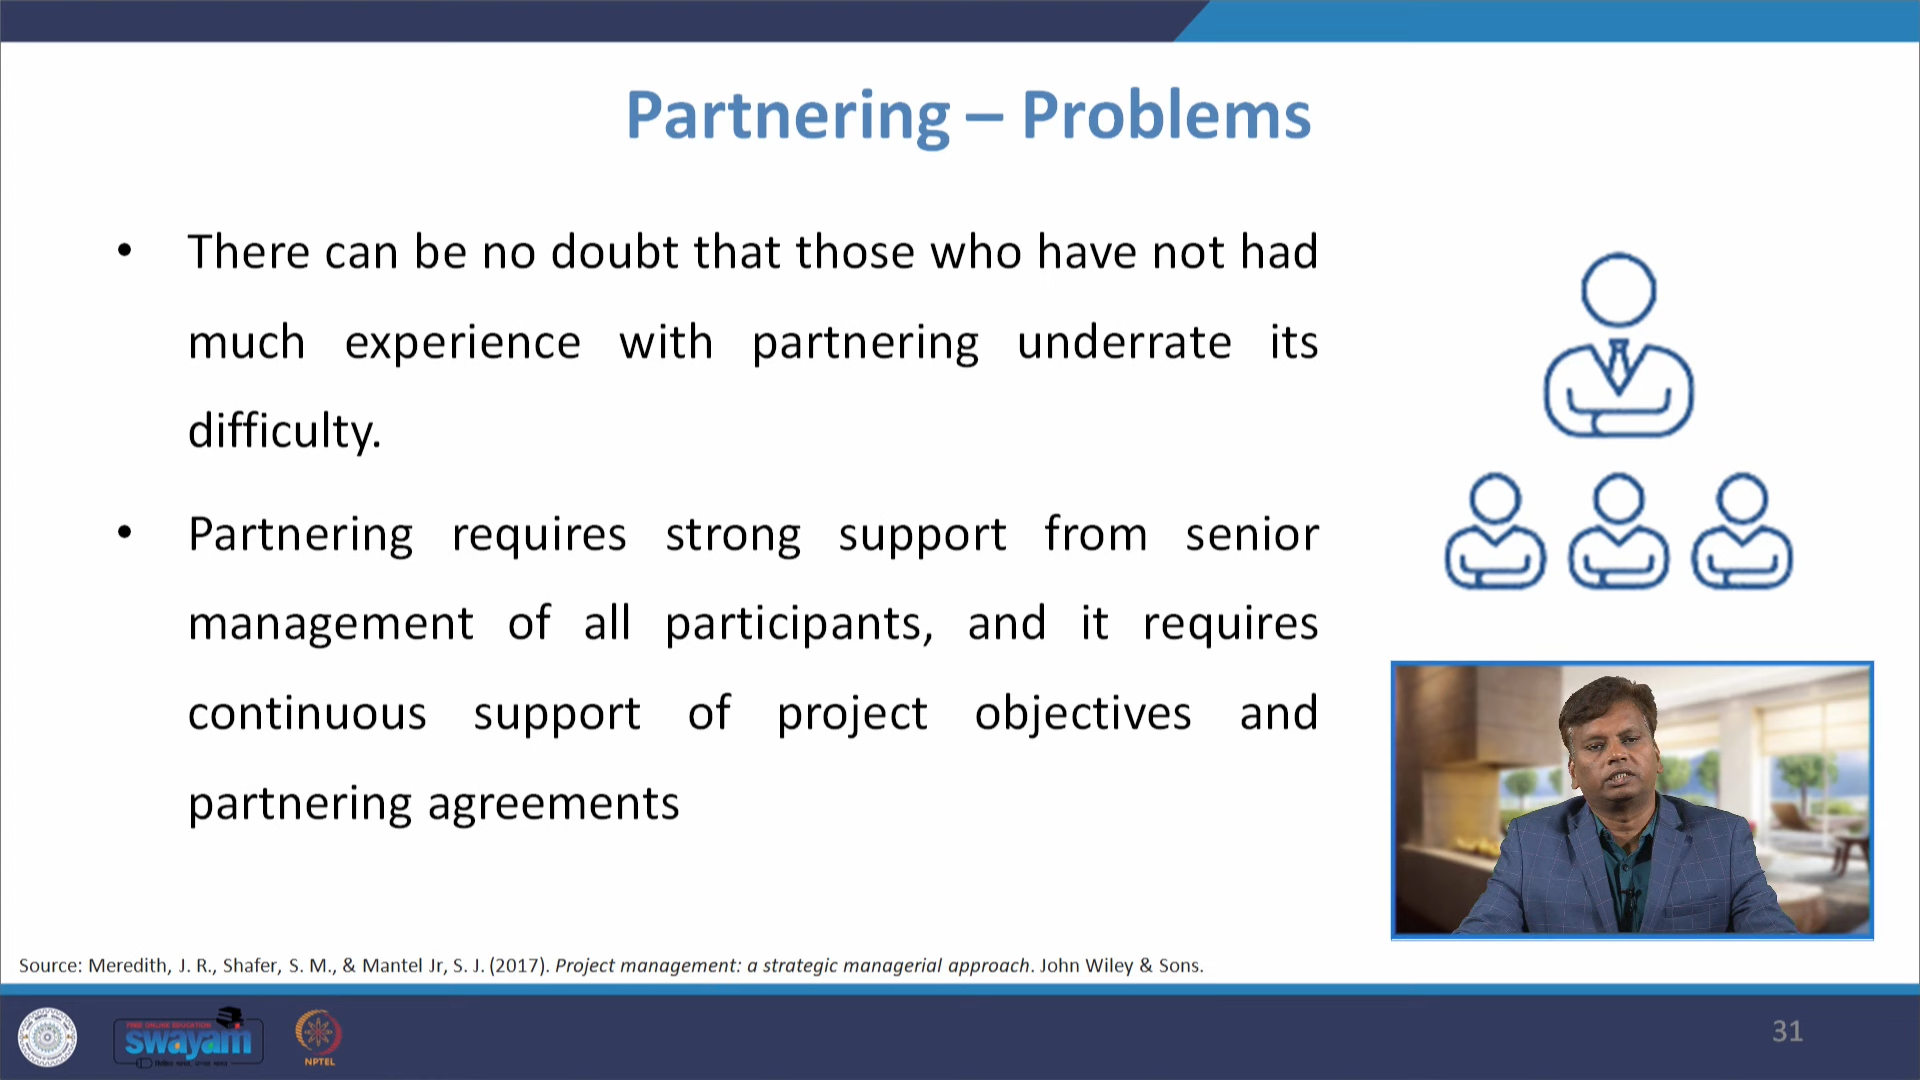 Partnering – Problems
• There can be no doubt that those who have not had
much experience with partnering underrate its
difficulty.
• Partnering requires strong support from senior
management of all participants, and it requires
continuous support of project objectives and
partnering agreements
Source: Meredith, J. R., Shafer, S. M., & Mantel Jr, S. J. (2017). Project management: a strategic managerial approach. John Wiley & Sons.
FREE ONLINE EDUCATION
swayam
NPTEL
31